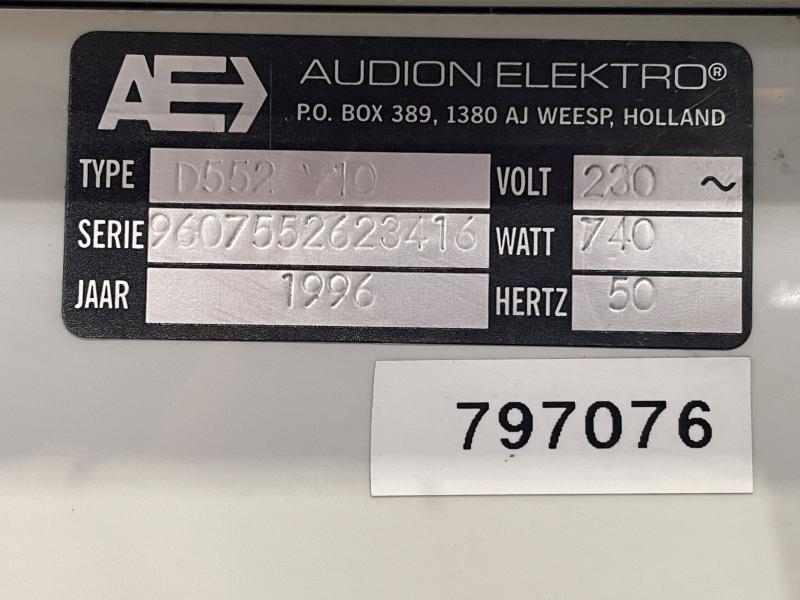 AE AUDION ELEKTRO®
P.O. BOX 389, 1380 AJ WEESP, HOLLAND
TYPE D552 V10 VOLT 230 ~
SERIE 9607552623416 WATT 740
JAAR 1996 HERTZ 50
797076